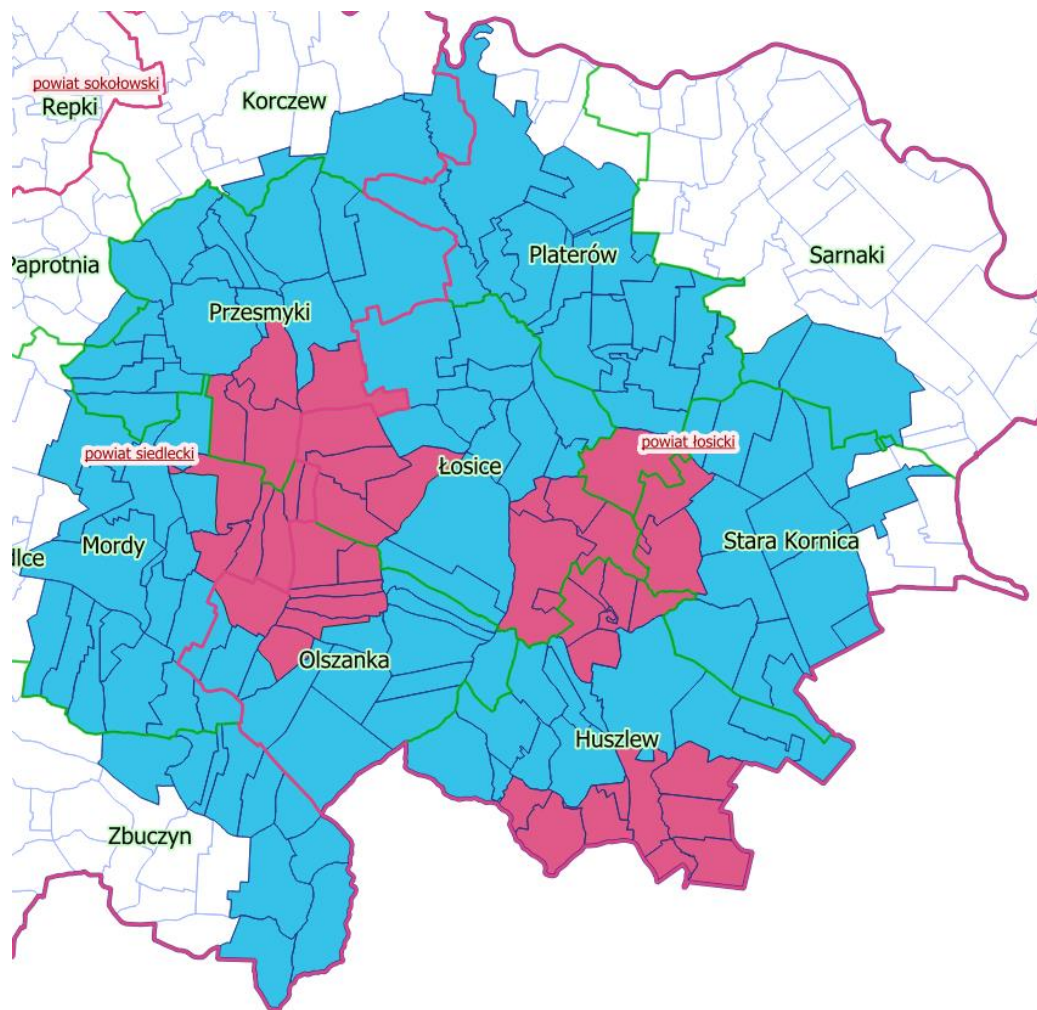 powiat sokołowski
Repki
Korczew
Paprotnia
Platerów
Sarnaki
Przesmyki
powiat siedlecki
Łosice
powiat łosicki
dlce
Mordy
Stara Kornica
Olszanka
Huszlew
Zbuczyn